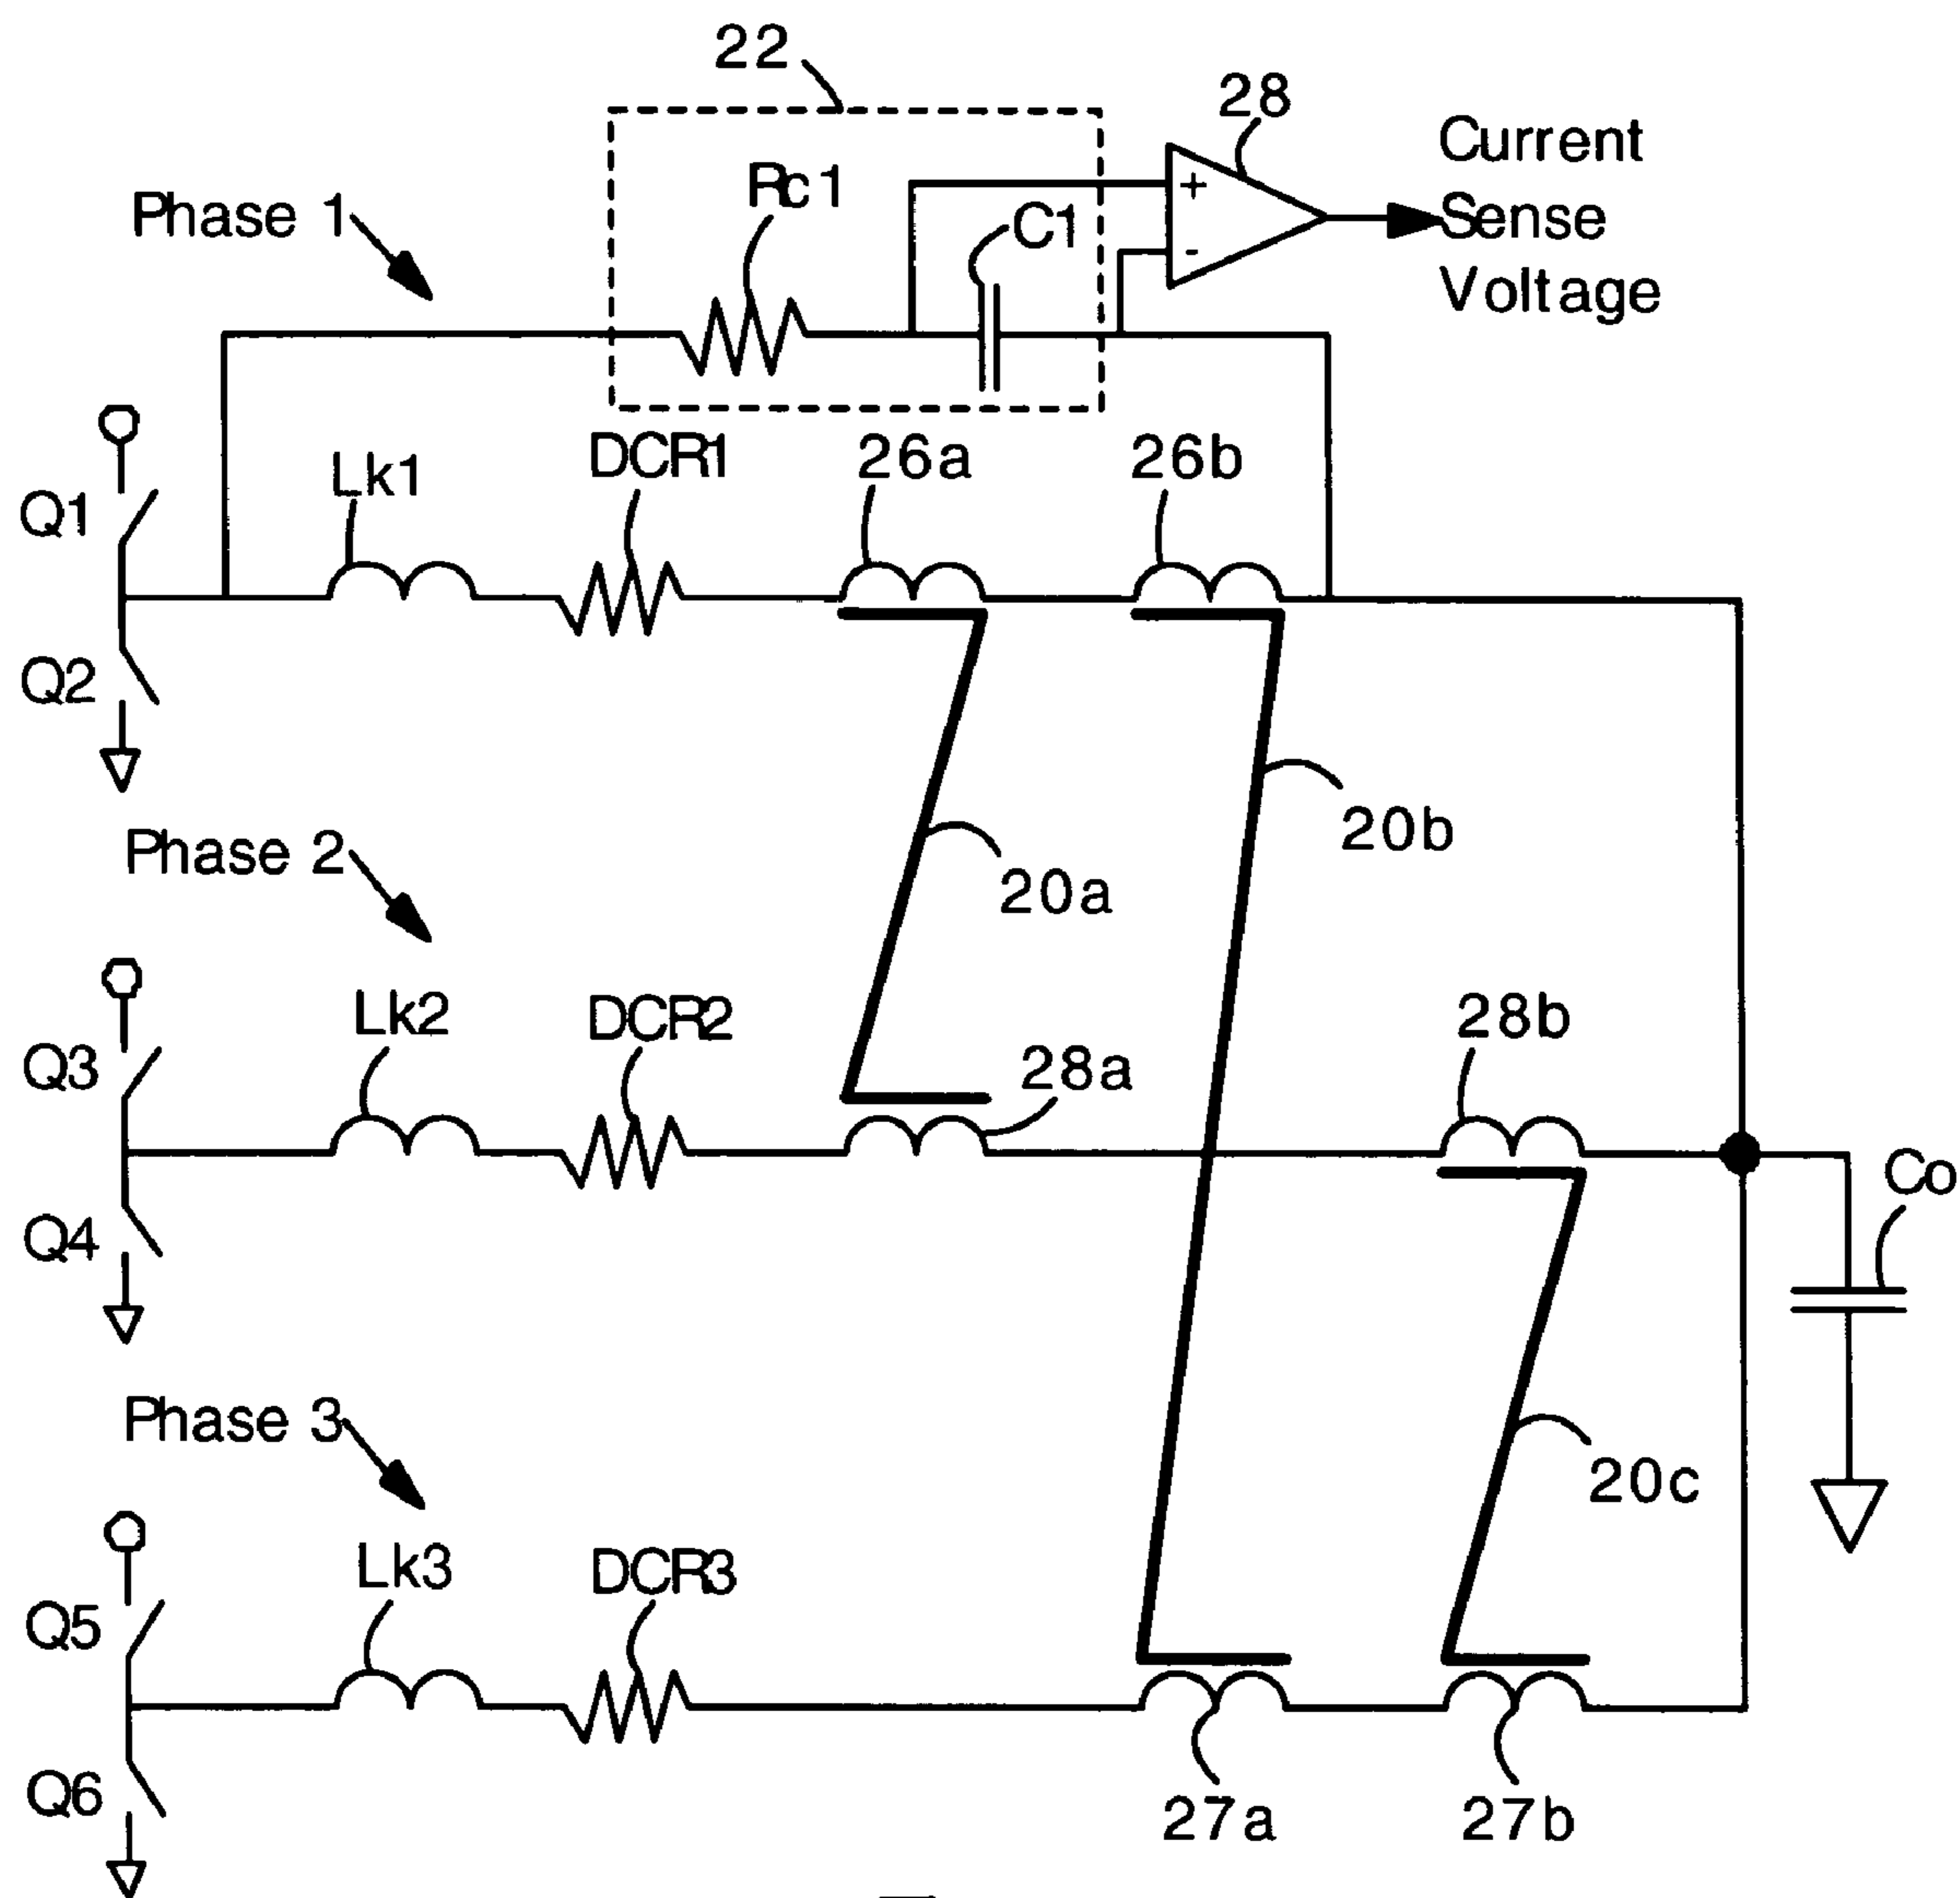 22
28
Current
Sense
Voltage
Rc1
C1
+
-
Phase 1
Lk1
DCR1
26a
26b
Q1
Q2
20b
20a
Phase 2
Lk2
DCR2
28a
28b
Q3
Q4
Co
Phase 3
20c
Lk3
DCR3
Q5
Q6
27a
27b